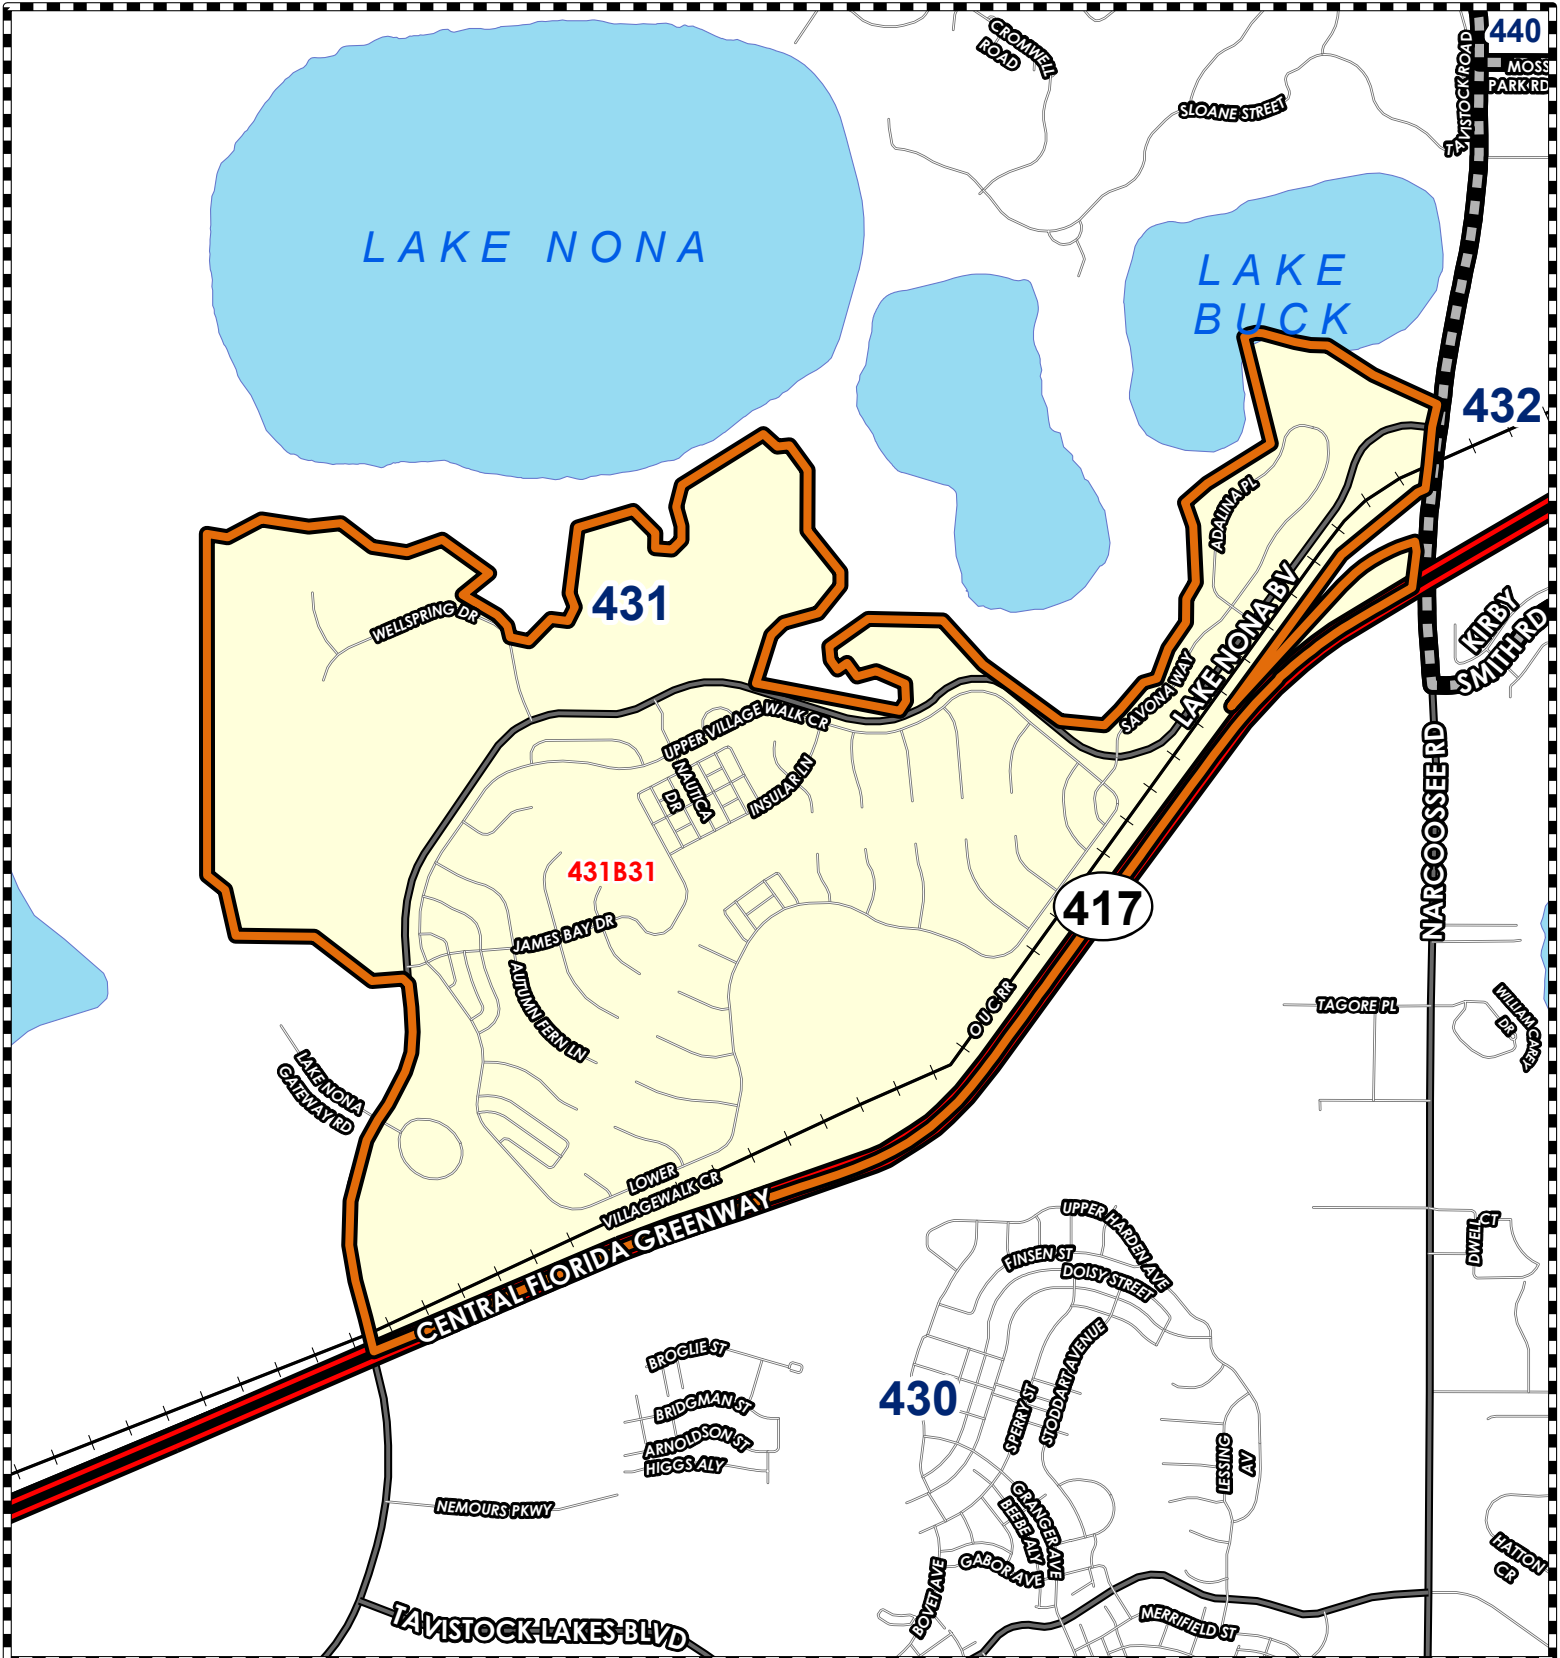 440
CROMWELL
ROAD
TAVISTOCK ROAD
MOSS
PARK RD
SLOANE STREET
LAKE NONA
LAKE
BUCK
432
ADALINA PL
431
WELLSPRING DR
LAKE NONA BV
KIRBY
SMITH RD
SAVONA WAY
UPPER VILLAGE WALK CR
NAUTICA
DR
INSULAR LN
NARCOOSSEE RD
431B31
417
JAMES BAY DR
AUTUMN FERN LN
O U C RR
TAGORE PL
WILLIAM CAREY
DR
LAKE NONA
GATEWAY RD
LOWER
VILLAGEWALK CR
CENTRAL FLORIDA GREENWAY
UPPER HARDEN AVE
DWELL CT
FINSEN ST
DOISY STREET
BROGLIE ST
STODDART AVENUE
430
SPERRY ST
BRIDGMAN ST
ARNOLDSON ST
HIGGS ALY
LESSING
AV
NEMOURS PKWY
GRANGER AVE
BEEBE ALY
GABOR AVE
HATTON
CR
BOVET AVE
TAVISTOCK LAKES BLVD
MERRIFIELD ST